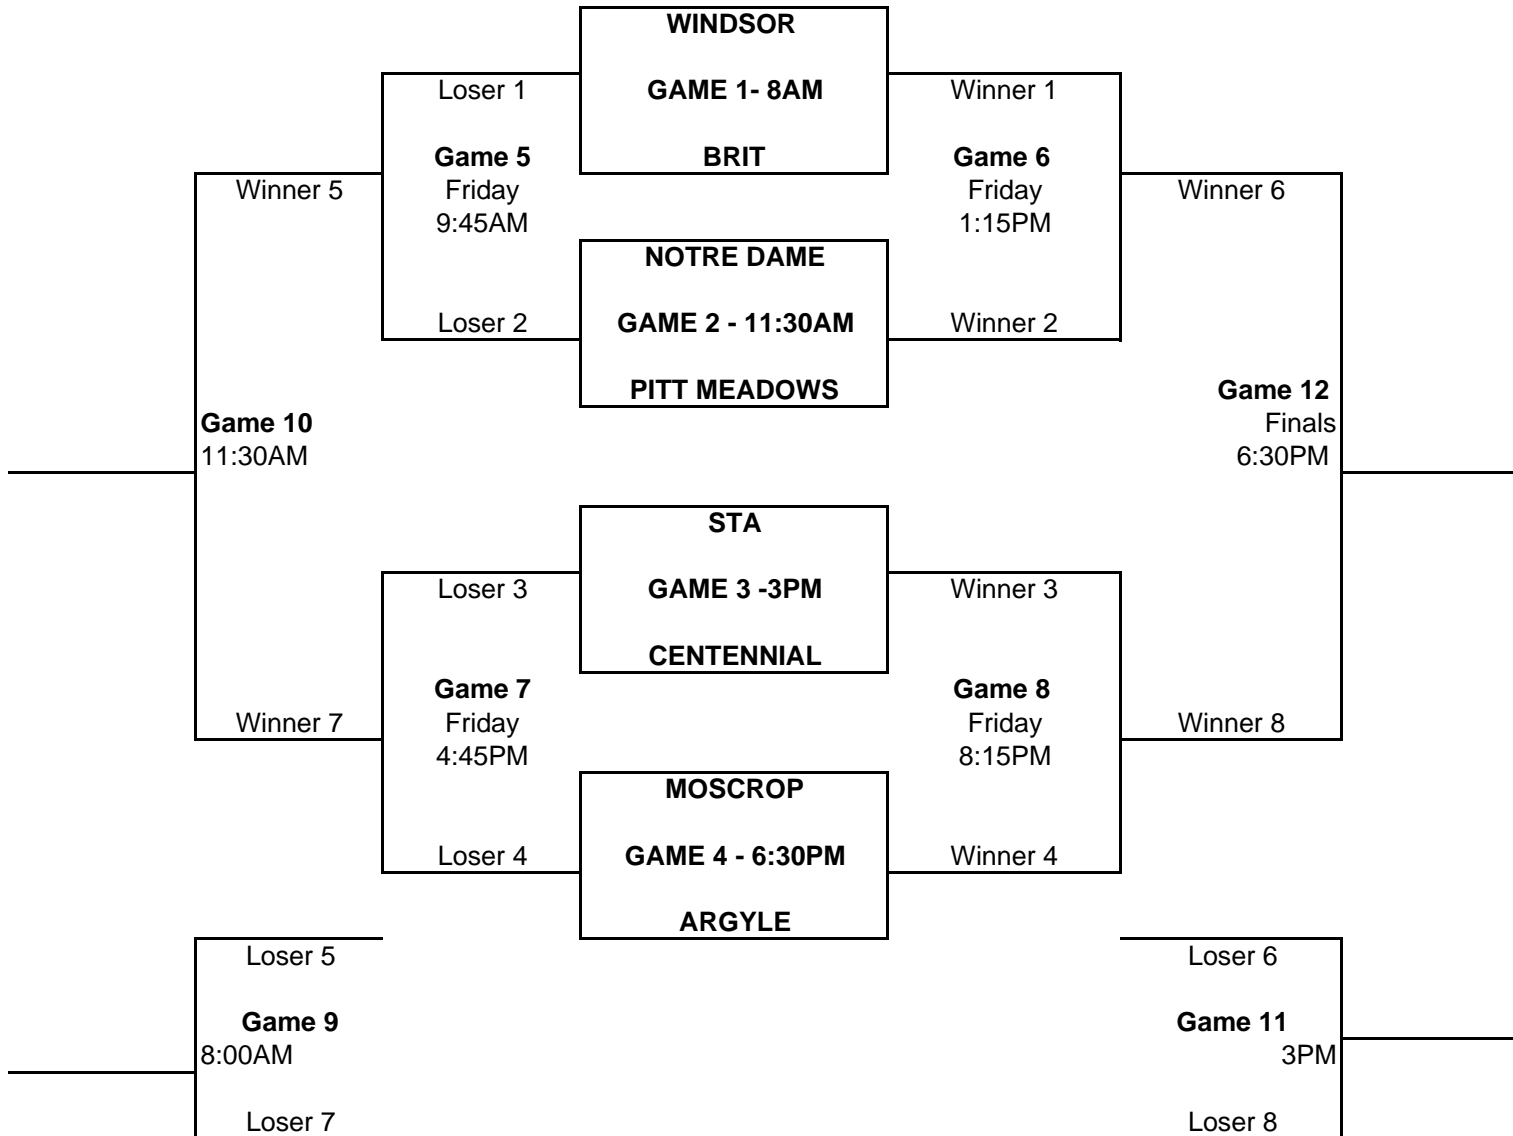 WINDSOR
Loser 1 GAME 1- 8AM Winner 1
Game 5 BRIT Game 6
Winner 5 Friday Friday Winner 6
9:45AM 1:15PM
NOTRE DAME
Loser 2 GAME 2 - 11:30AM Winner 2
PITT MEADOWS Game 12
Game 10 Finals
11:30AM 6:30PM
STA
Loser 3 GAME 3 -3PM Winner 3
CENTENNIAL
Game 7 Game 8
Winner 7 Friday Friday Winner 8
4:45PM 8:15PM
MOSCROP
Loser 4 GAME 4 - 6:30PM Winner 4
ARGYLE
Loser 5 Loser 6
Game 9 Game 11
8:00AM 3PM
Loser 7 Loser 8